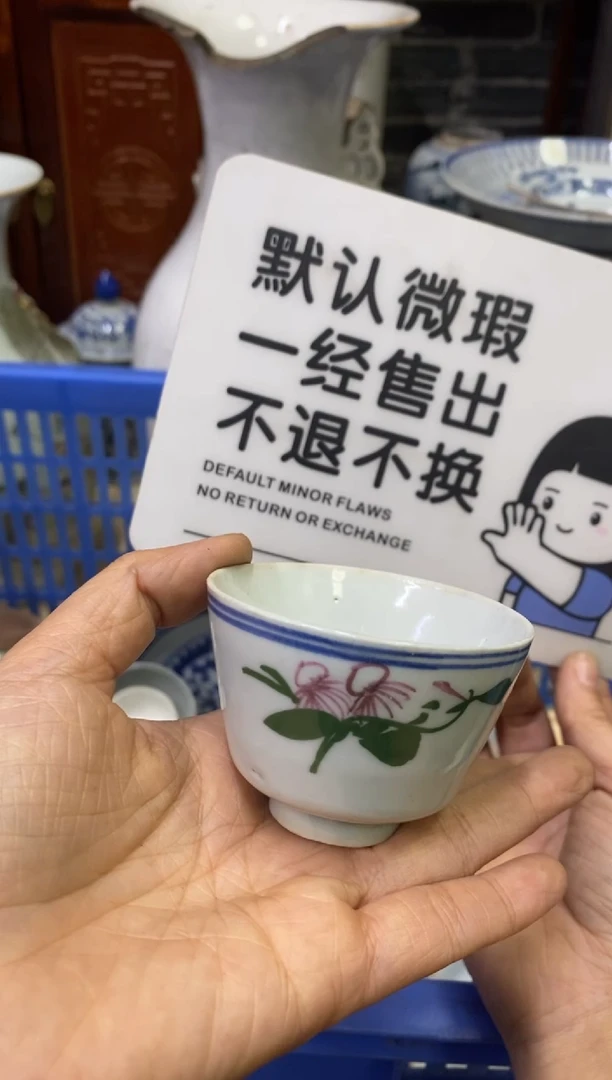 默认微瑕
一经售出
不退不换
DEFAULT MINOR FLAWS
NO RETURN OR EXCHANGE